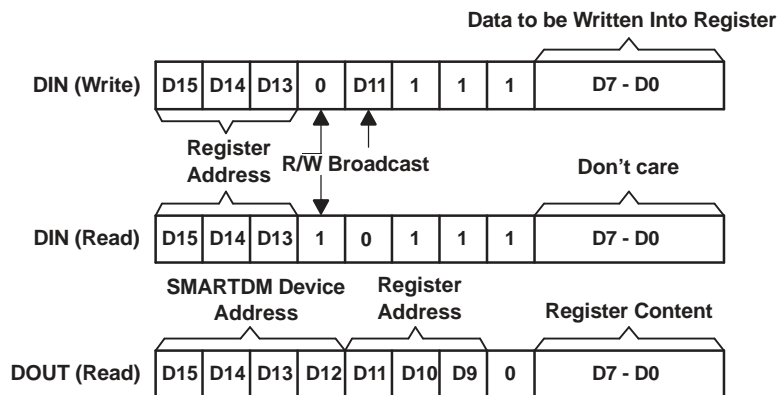 Data to be Written Into Register
DIN (Write) D15 D14 D13 0 D11 1 1 1 D7 - D0
Register
Address
R/W̅ Broadcast
Don't care
DIN (Read) D15 D14 D13 1 0 1 1 1 D7 - D0
SMARTDM Device
Address
Register
Address
Register Content
DOUT (Read) D15 D14 D13 D12 D11 D10 D9 0 D7 - D0